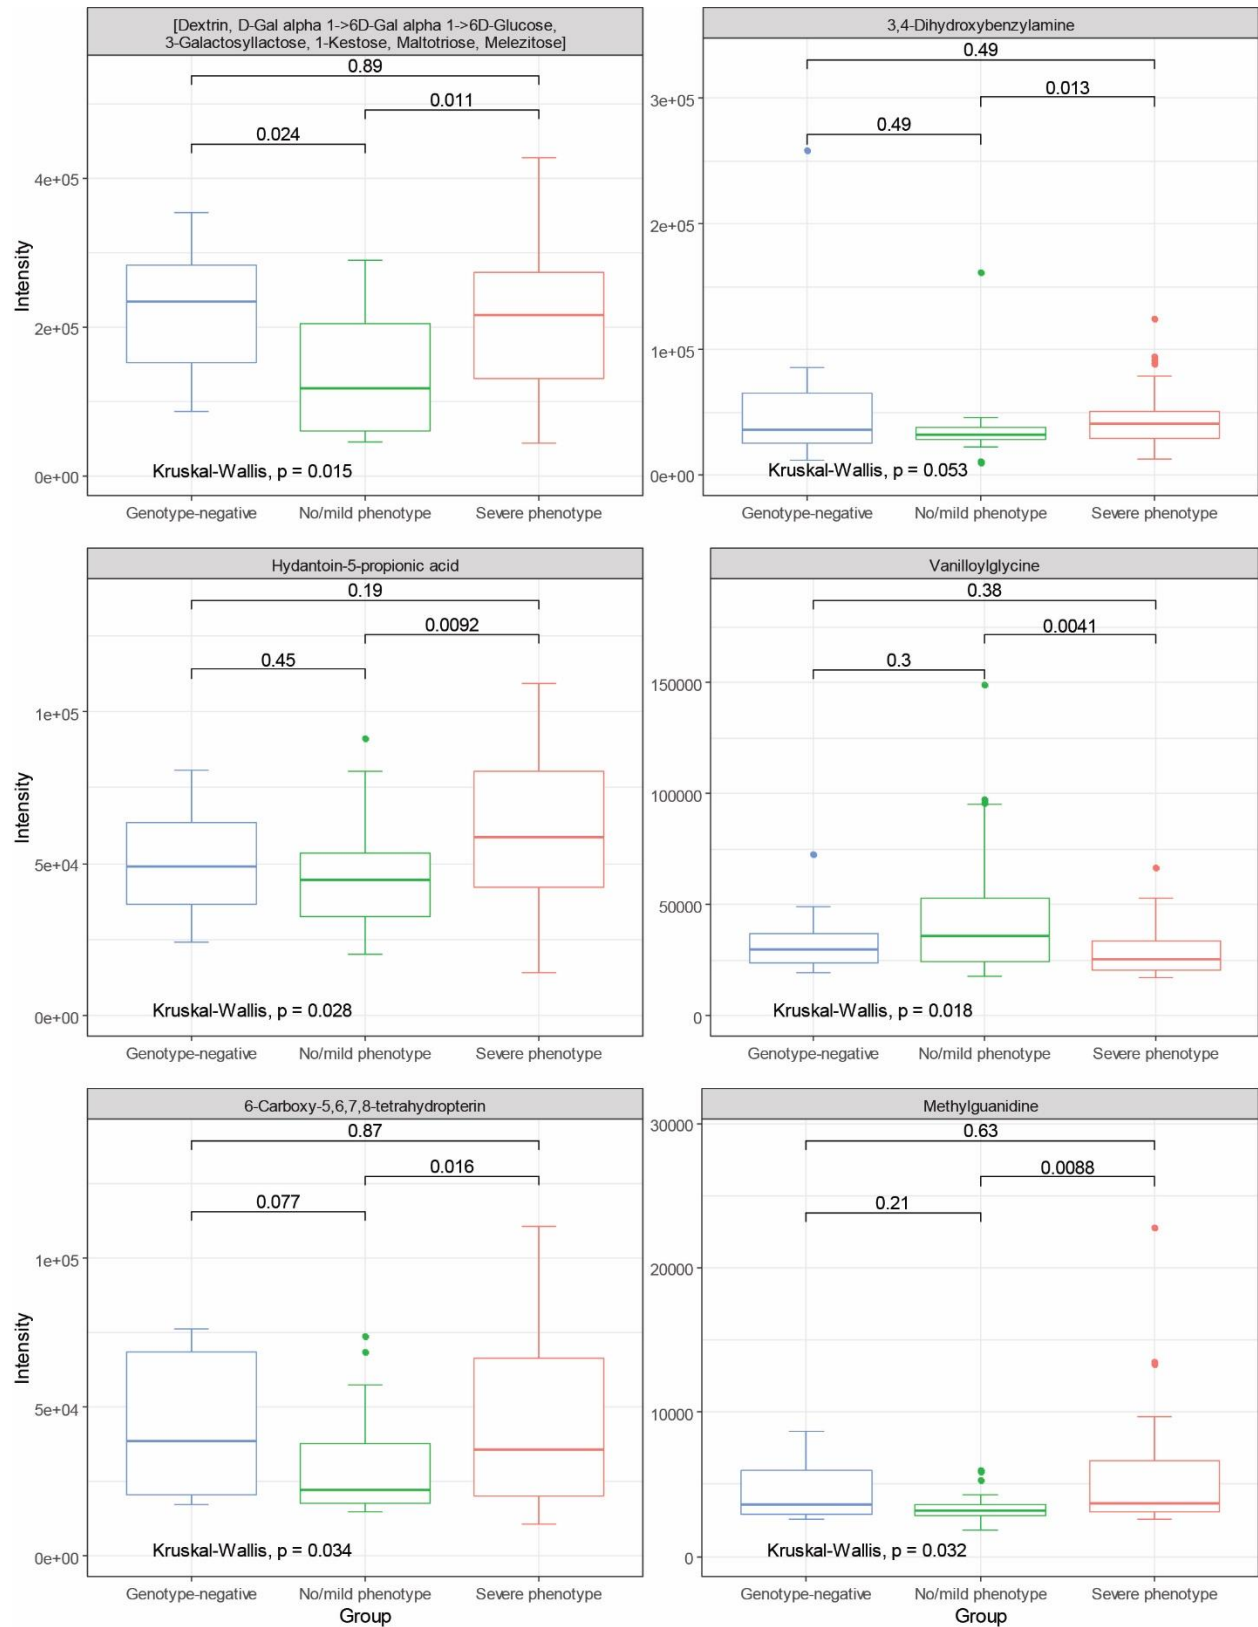 [Dextrin, D-Gal alpha 1->6D-Gal alpha 1->6D-Glucose,
3-Galactosyllactose, 1-Kestose, Maltotriose, Melezitose]
0.89
0.011
0.024
4e+05
2e+05
0e+00
Intensity
Kruskal-Wallis, p = 0.015
Genotype-negative
No/mild phenotype
Severe phenotype
3,4-Dihydroxybenzylamine
0.49
0.013
0.49
3e+05
2e+05
1e+05
0e+00
Kruskal-Wallis, p = 0.053
Genotype-negative
No/mild phenotype
Severe phenotype
Hydantoin-5-propionic acid
0.19
0.0092
0.45
1e+05
5e+04
0e+00
Intensity
Kruskal-Wallis, p = 0.028
Genotype-negative
No/mild phenotype
Severe phenotype
Vanilloylglycine
0.38
0.0041
0.3
150000
100000
50000
0
Kruskal-Wallis, p = 0.018
Genotype-negative
No/mild phenotype
Severe phenotype
6-Carboxy-5,6,7,8-tetrahydropterin
0.87
0.016
0.077
1e+05
5e+04
0e+00
Intensity
Kruskal-Wallis, p = 0.034
Genotype-negative
No/mild phenotype
Severe phenotype
Group
Methylguanidine
30000
0.63
0.0088
0.21
20000
10000
0
Kruskal-Wallis, p = 0.032
Genotype-negative
No/mild phenotype
Severe phenotype
Group